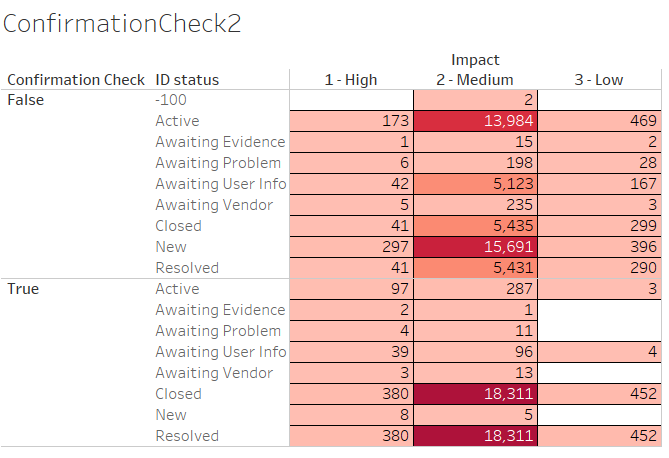 ConfirmationCheck2
Impact
Confirmation Check ID status 1 - High 2 - Medium 3 - Low
False -100 2
Active 173 13,984 469
Awaiting Evidence 1 15 2
Awaiting Problem 6 198 28
Awaiting User Info 42 5,123 167
Awaiting Vendor 5 235 3
Closed 41 5,435 299
New 297 15,691 396
Resolved 41 5,431 290
True Active 97 287 3
Awaiting Evidence 2 1
Awaiting Problem 4 11
Awaiting User Info 39 96 4
Awaiting Vendor 3 13
Closed 380 18,311 452
New 8 5
Resolved 380 18,311 452